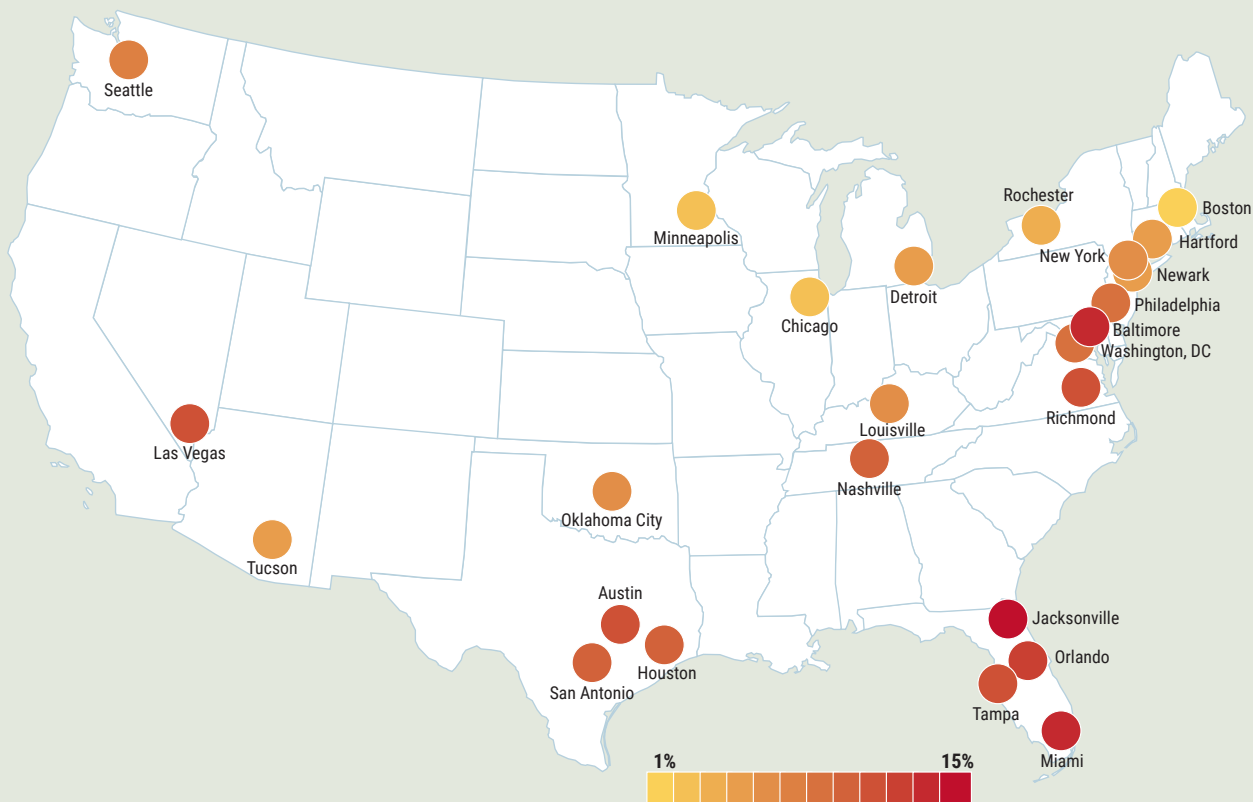 Seattle
Rochester
Boston
Minneapolis
Hartford
New York
Newark
Detroit
Philadelphia
Chicago
Baltimore
Washington, DC
Richmond
Louisville
Las Vegas
Nashville
Oklahoma City
Tucson
Austin
Jacksonville
Orlando
Houston
San Antonio
Tampa
Miami
1% 15%